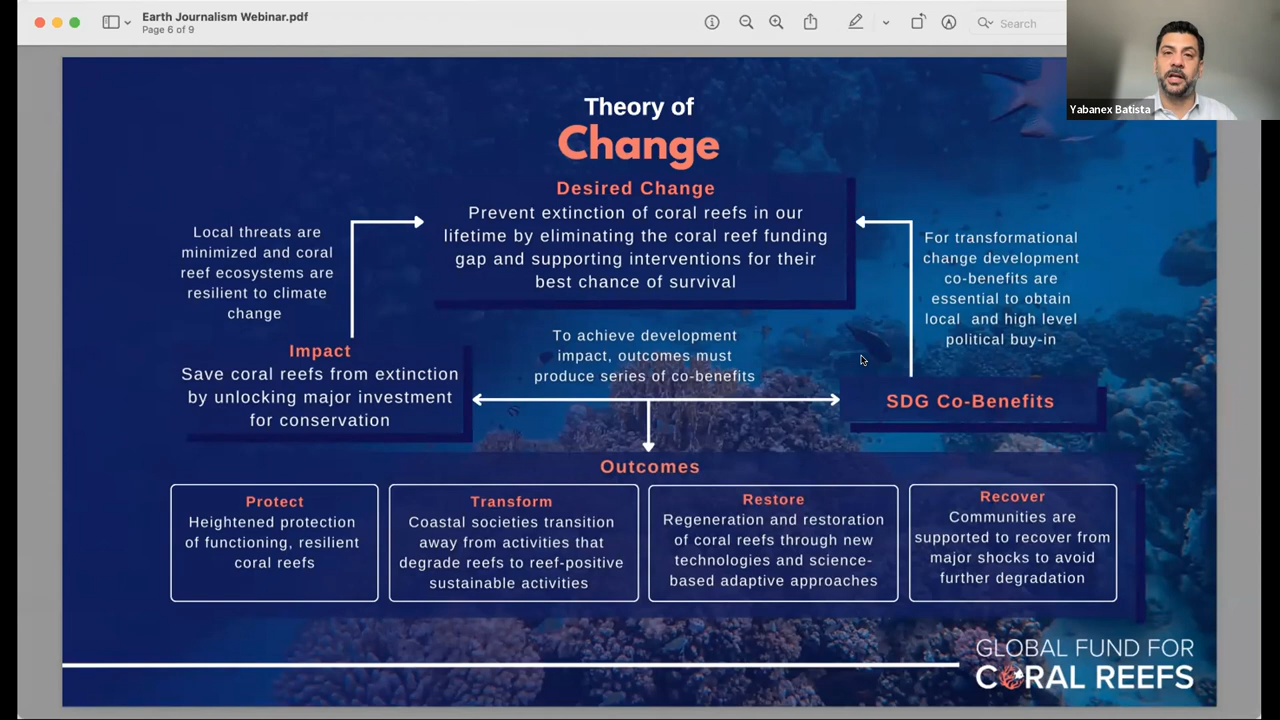 Earth Journalism Webinar.pdf
Page 6 of 9
Search
Yabanex Batista
Theory of
Change
Desired Change
Prevent extinction of coral reefs in our
lifetime by eliminating the coral reef funding
gap and supporting interventions for their
best chance of survival
Local threats are
minimized and coral
reef ecosystems are
resilient to climate
change
For transformational
change development
co-benefits are
essential to obtain
local and high level
political buy-in
To achieve development
impact, outcomes must
produce series of co-benefits
Impact
Save coral reefs from extinction
by unlocking major investment
for conservation
SDG Co-Benefits
Outcomes
Protect
Heightened protection
of functioning, resilient
coral reefs
Transform
Coastal societies transition
away from activities that
degrade reefs to reef-positive
sustainable activities
Restore
Regeneration and restoration
of coral reefs through new
technologies and science-
based adaptive approaches
Recover
Communities are
supported to recover from
major shocks to avoid
further degradation
GLOBAL FUND FOR
CORAL REEFS